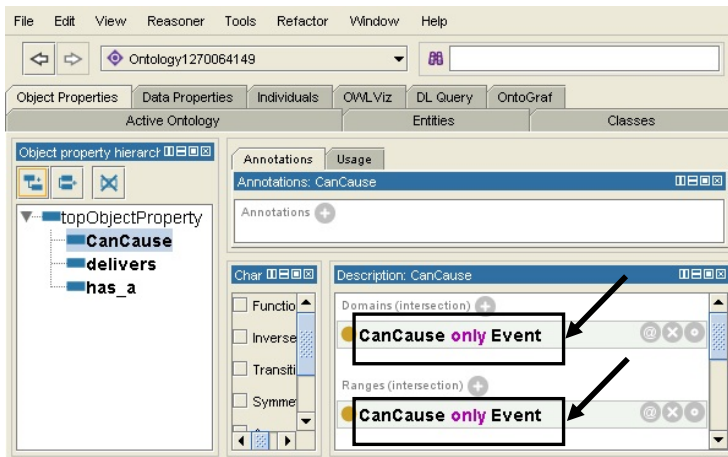 File Edit View Reasoner Tools Refactor Window Help
Ontology1270064149
Object Properties Data Properties Individuals OWLViz DL Query OntoGraf
Active Ontology Entities Classes
Object property hierarch
topObjectProperty
CanCause
delivers
has_a
Annotations Usage
Annotations: CanCause
Annotations
Char
Functio
Inverse
Transiti
Symme
Description: CanCause
Domains (intersection)
CanCause only Event
Ranges (intersection)
CanCause only Event